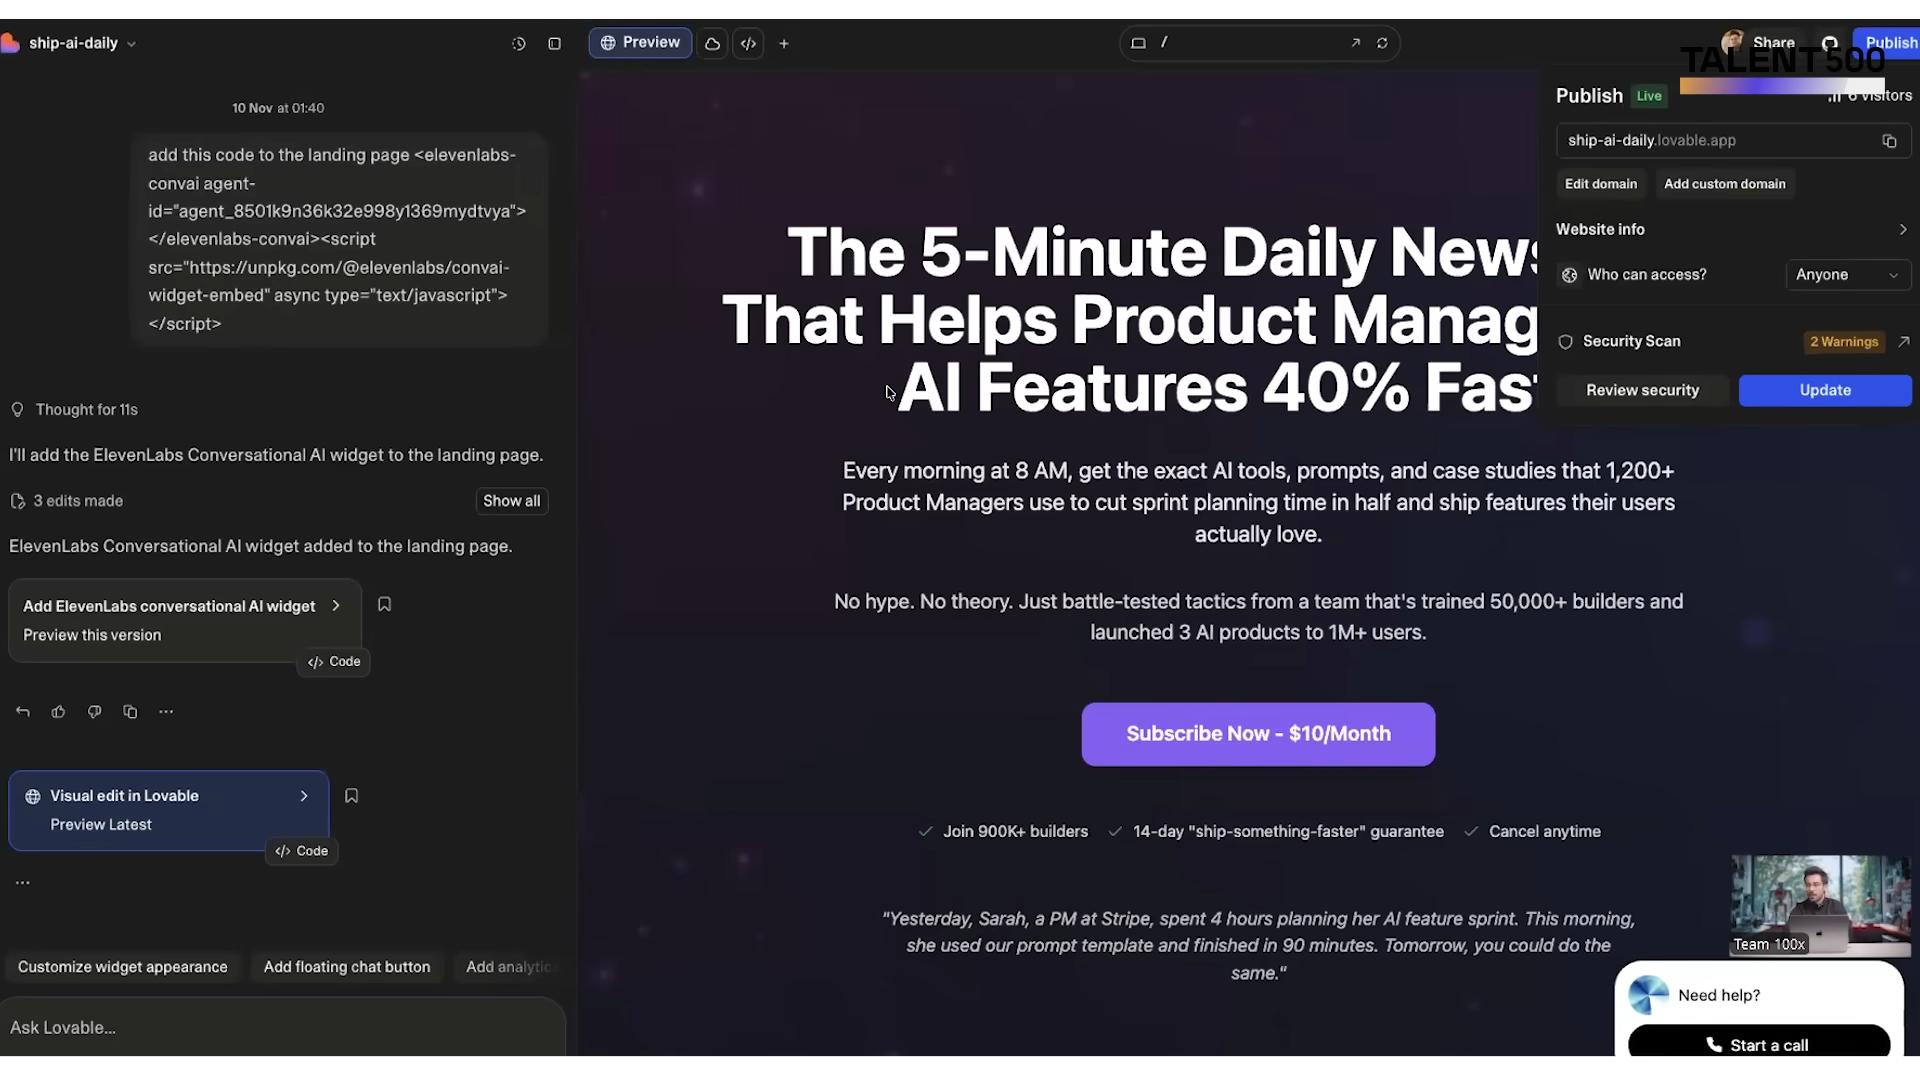 ship-ai-daily
10 Nov at 01:40
add this code to the landing page <elevenlabs-
convai agent-
id="agent_8501k9n36k32e998y1369mydtvya">
</elevenlabs-convai><script
src="https://unpkg.com/@elevenlabs/convai-
widget-embed" async type="text/javascript">
</script>
Thought for 11s
I'll add the ElevenLabs Conversational AI widget to the landing page.
3 edits made
Show all
ElevenLabs Conversational AI widget added to the landing page.
Add ElevenLabs conversational AI widget
Preview this version
</> Code
Visual edit in Lovable
Preview Latest
</> Code
...
Customize widget appearance
Add floating chat button
Add analytic
Ask Lovable...
Preview
/
Share
Publish
TALENT500
Publish
Live
6 visitors
ship-ai-daily.lovable.app
Edit domain
Add custom domain
Website info
Who can access?
Anyone
Security Scan
2 Warnings
Review security
Update
The 5-Minute Daily News
That Helps Product Manag
AI Features 40% Fas
Every morning at 8 AM, get the exact AI tools, prompts, and case studies that 1,200+
Product Managers use to cut sprint planning time in half and ship features their users
actually love.
No hype. No theory. Just battle-tested tactics from a team that's trained 50,000+ builders and
launched 3 AI products to 1M+ users.
Subscribe Now - $10/Month
Join 900K+ builders
14-day "ship-something-faster" guarantee
Cancel anytime
"Yesterday, Sarah, a PM at Stripe, spent 4 hours planning her AI feature sprint. This morning,
she used our prompt template and finished in 90 minutes. Tomorrow, you could do the
same."
Team 100x
Need help?
Start a call